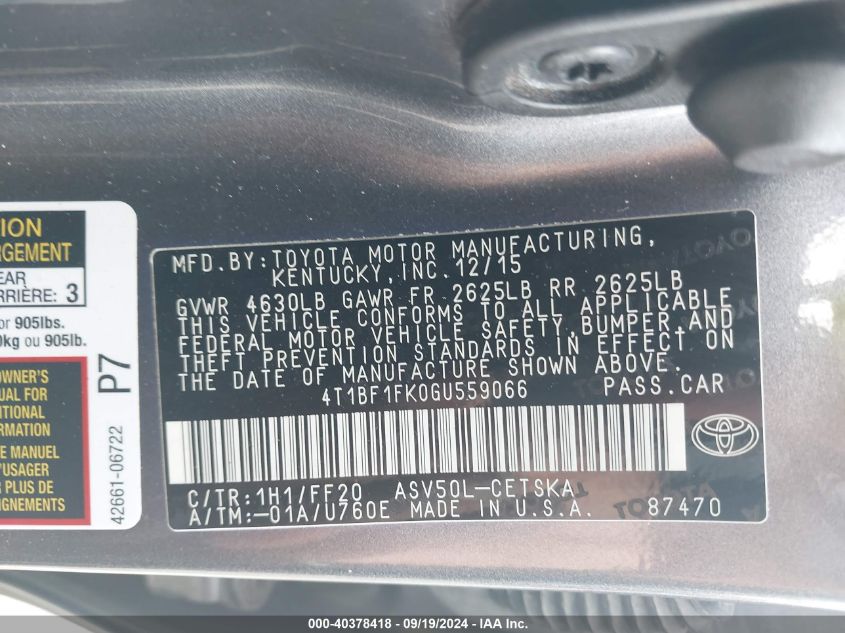 ION
RGEMENT
EAR
ARRIÈRE: 3
or 905lbs.
0kg ou 905lb.
P7
OWNER'S
UAL FOR
ITIONAL
RMATION
E MANUEL
'USAGER
R PLUS DE
IGNEMENTS
42661-06722
MFD.BY:TOYOTA MOTOR MANUFACTURING,
KENTUCKY,INC.12/15
GVWR 4630LB GAWR FR 2625LB RR 2625LB
THIS VEHICLE CONFORMS TO ALL APPLICABLE
FEDERAL MOTOR VEHICLE SAFETY,BUMPER,AND
THEFT PREVENTION STANDARDS IN EFFECT ON
THE DATE OF MANUFACTURE SHOWN ABOVE.
4T1BF1FK0GU559066 PASS.CAR
C/TR:1H1/FF20 ASV50L-CETSKA
A/TM:-01A/U760E MADE IN U.S.A. 87470
000-40378418 - 09/19/2024 - IAA Inc.